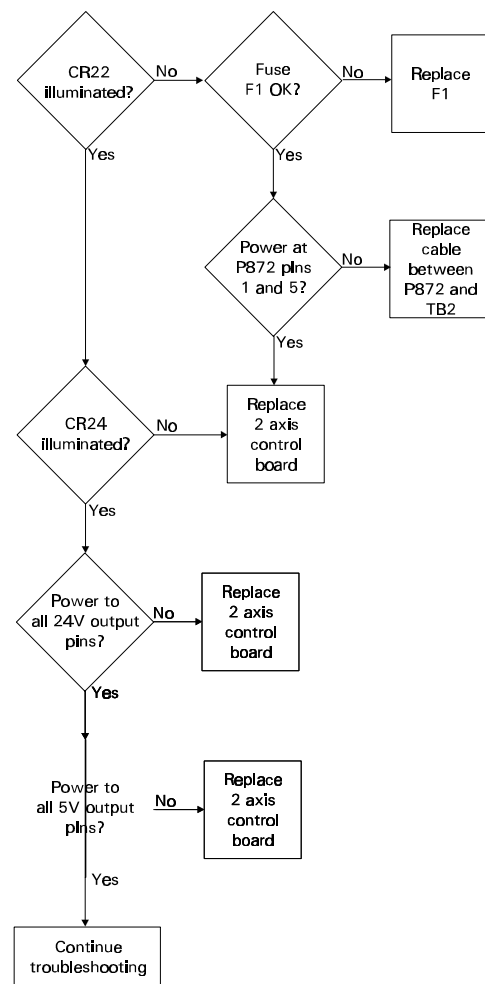 CR22
illuminated?
No
Fuse
F1 OK?
No
Replace
F1
Yes
Yes
Power at
P872 pins
1 and 5?
No
Replace
cable
between
P872 and
TB2
Yes
CR24
illuminated?
No
Replace
2 axis
control
board
Yes
Power to
all 24V output
pins?
No
Replace
2 axis
control
board
Yes
Power to
all 5V output
pins?
No
Replace
2 axis
control
board
Yes
Continue
troubleshooting